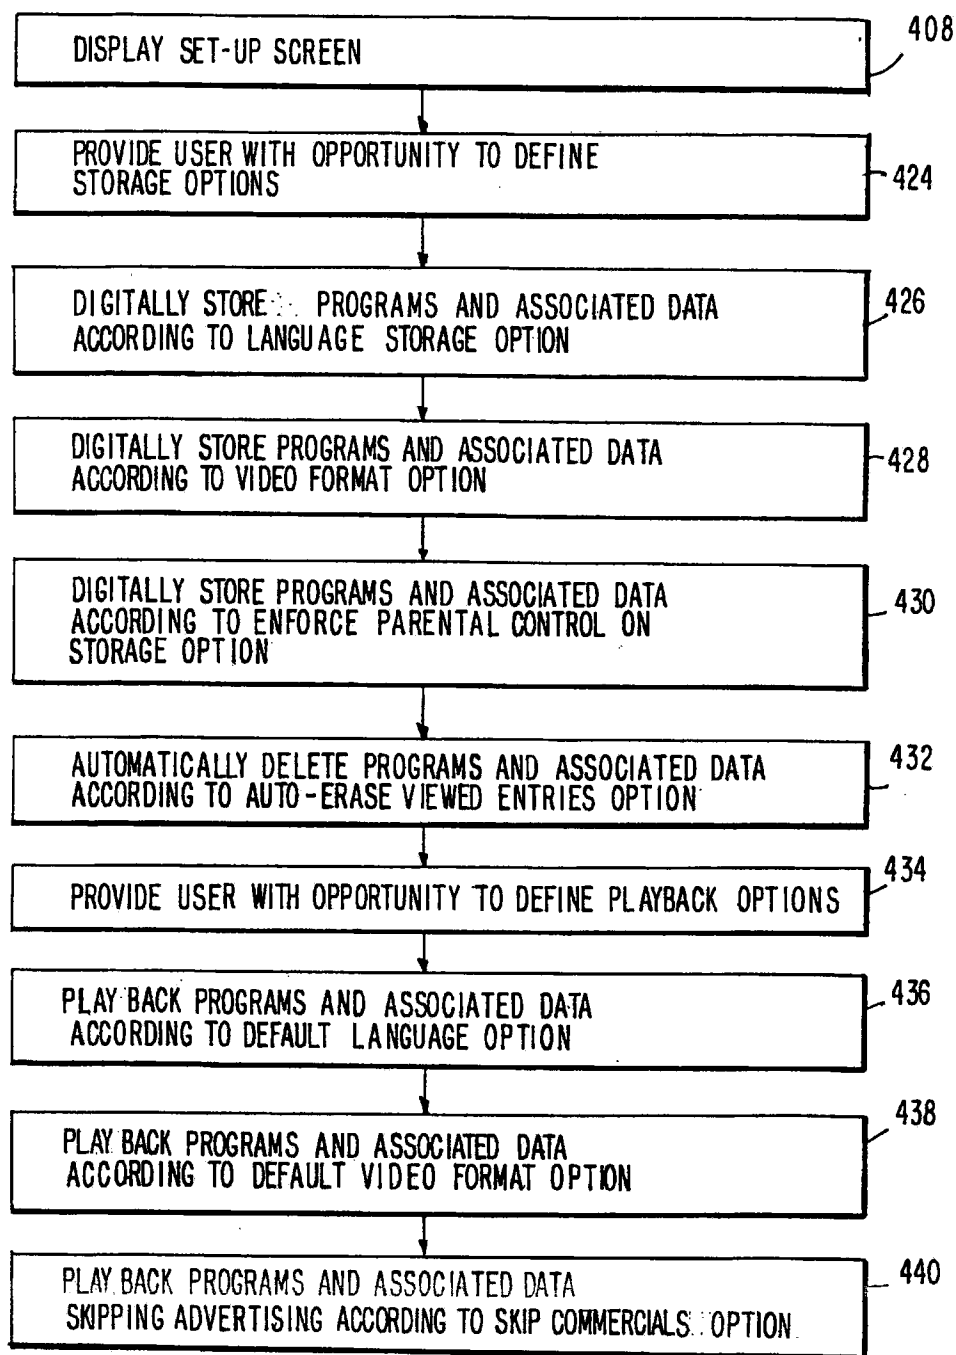 DISPLAY SET-UP SCREEN
408
PROVIDE USER WITH OPPORTUNITY TO DEFINE
STORAGE OPTIONS
424
DIGITALLY STORE PROGRAMS AND ASSOCIATED DATA
ACCORDING TO LANGUAGE STORAGE OPTION
426
DIGITALLY STORE PROGRAMS AND ASSOCIATED DATA
ACCORDING TO VIDEO FORMAT OPTION
428
DIGITALLY STORE PROGRAMS AND ASSOCIATED DATA
ACCORDING TO ENFORCE PARENTAL CONTROL ON
STORAGE OPTION
430
AUTOMATICALLY DELETE PROGRAMS AND ASSOCIATED DATA
ACCORDING TO AUTO-ERASE VIEWED ENTRIES OPTION
432
PROVIDE USER WITH OPPORTUNITY TO DEFINE PLAYBACK OPTIONS
434
PLAY BACK PROGRAMS AND ASSOCIATED DATA
ACCORDING TO DEFAULT LANGUAGE OPTION
436
PLAY BACK PROGRAMS AND ASSOCIATED DATA
ACCORDING TO DEFAULT VIDEO FORMAT OPTION
438
PLAY BACK PROGRAMS AND ASSOCIATED DATA
SKIPPING ADVERTISING ACCORDING TO SKIP COMMERCIALS OPTION
440